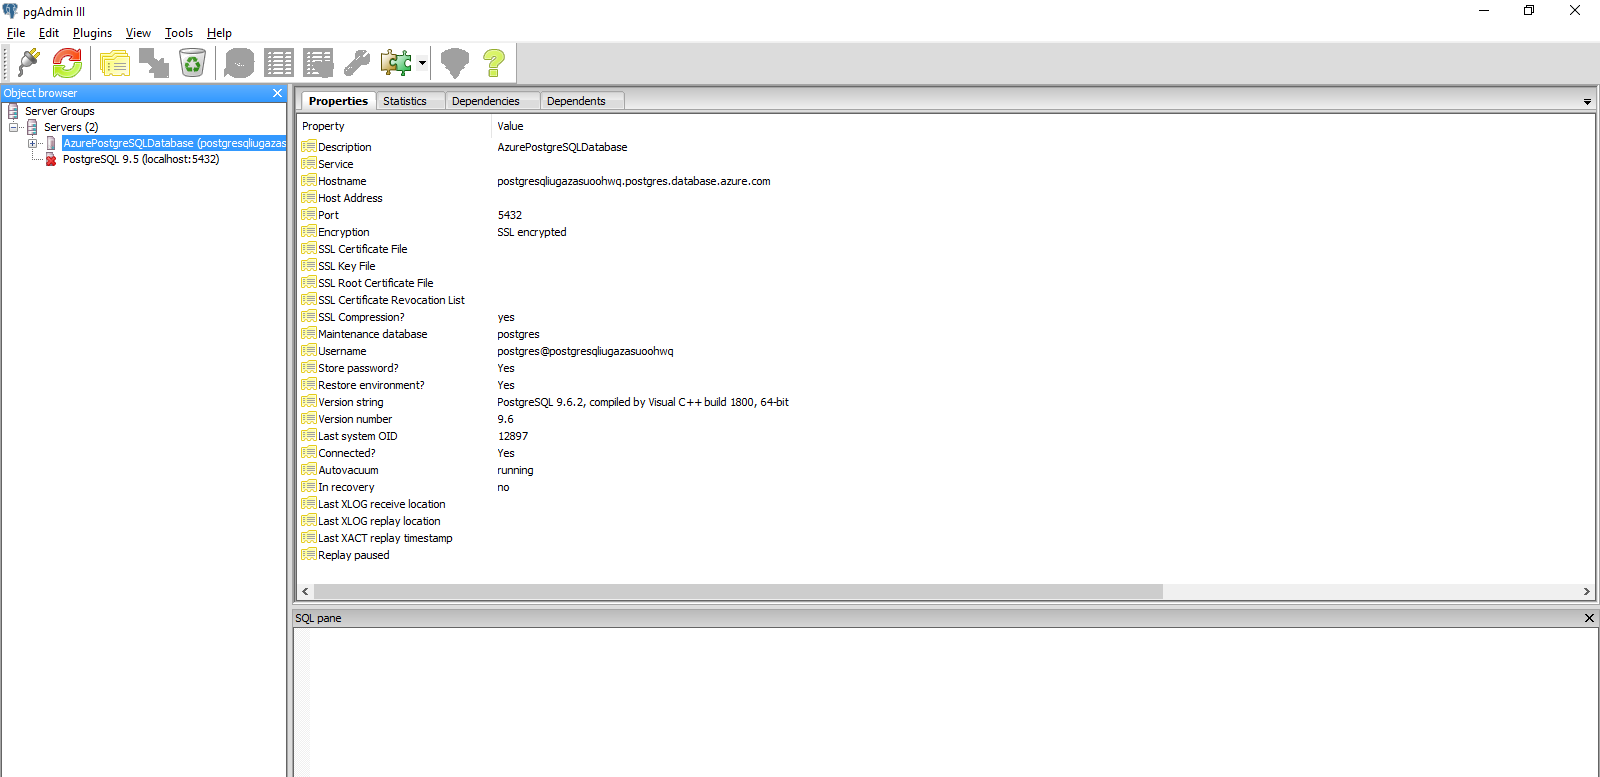 pgAdmin III
File Edit Plugins View Tools Help
Object browser
Server Groups
Servers (2)
AzurePostgreSQLDatabase (postgresqliugazas
PostgreSQL 9.5 (localhost:5432)
Properties Statistics Dependencies Dependents
Property Value
Description AzurePostgreSQLDatabase
Service
Hostname postgresqliugazasuoohwq.postgres.database.azure.com
Host Address
Port 5432
Encryption SSL encrypted
SSL Certificate File
SSL Key File
SSL Root Certificate File
SSL Certificate Revocation List
SSL Compression? yes
Maintenance database postgres
Username postgres@postgresqliugazasuoohwq
Store password? Yes
Restore environment? Yes
Version string PostgreSQL 9.6.2, compiled by Visual C++ build 1800, 64-bit
Version number 9.6
Last system OID 12897
Connected? Yes
Autovacuum running
In recovery no
Last XLOG receive location
Last XLOG replay location
Last XACT replay timestamp
Replay paused
SQL pane